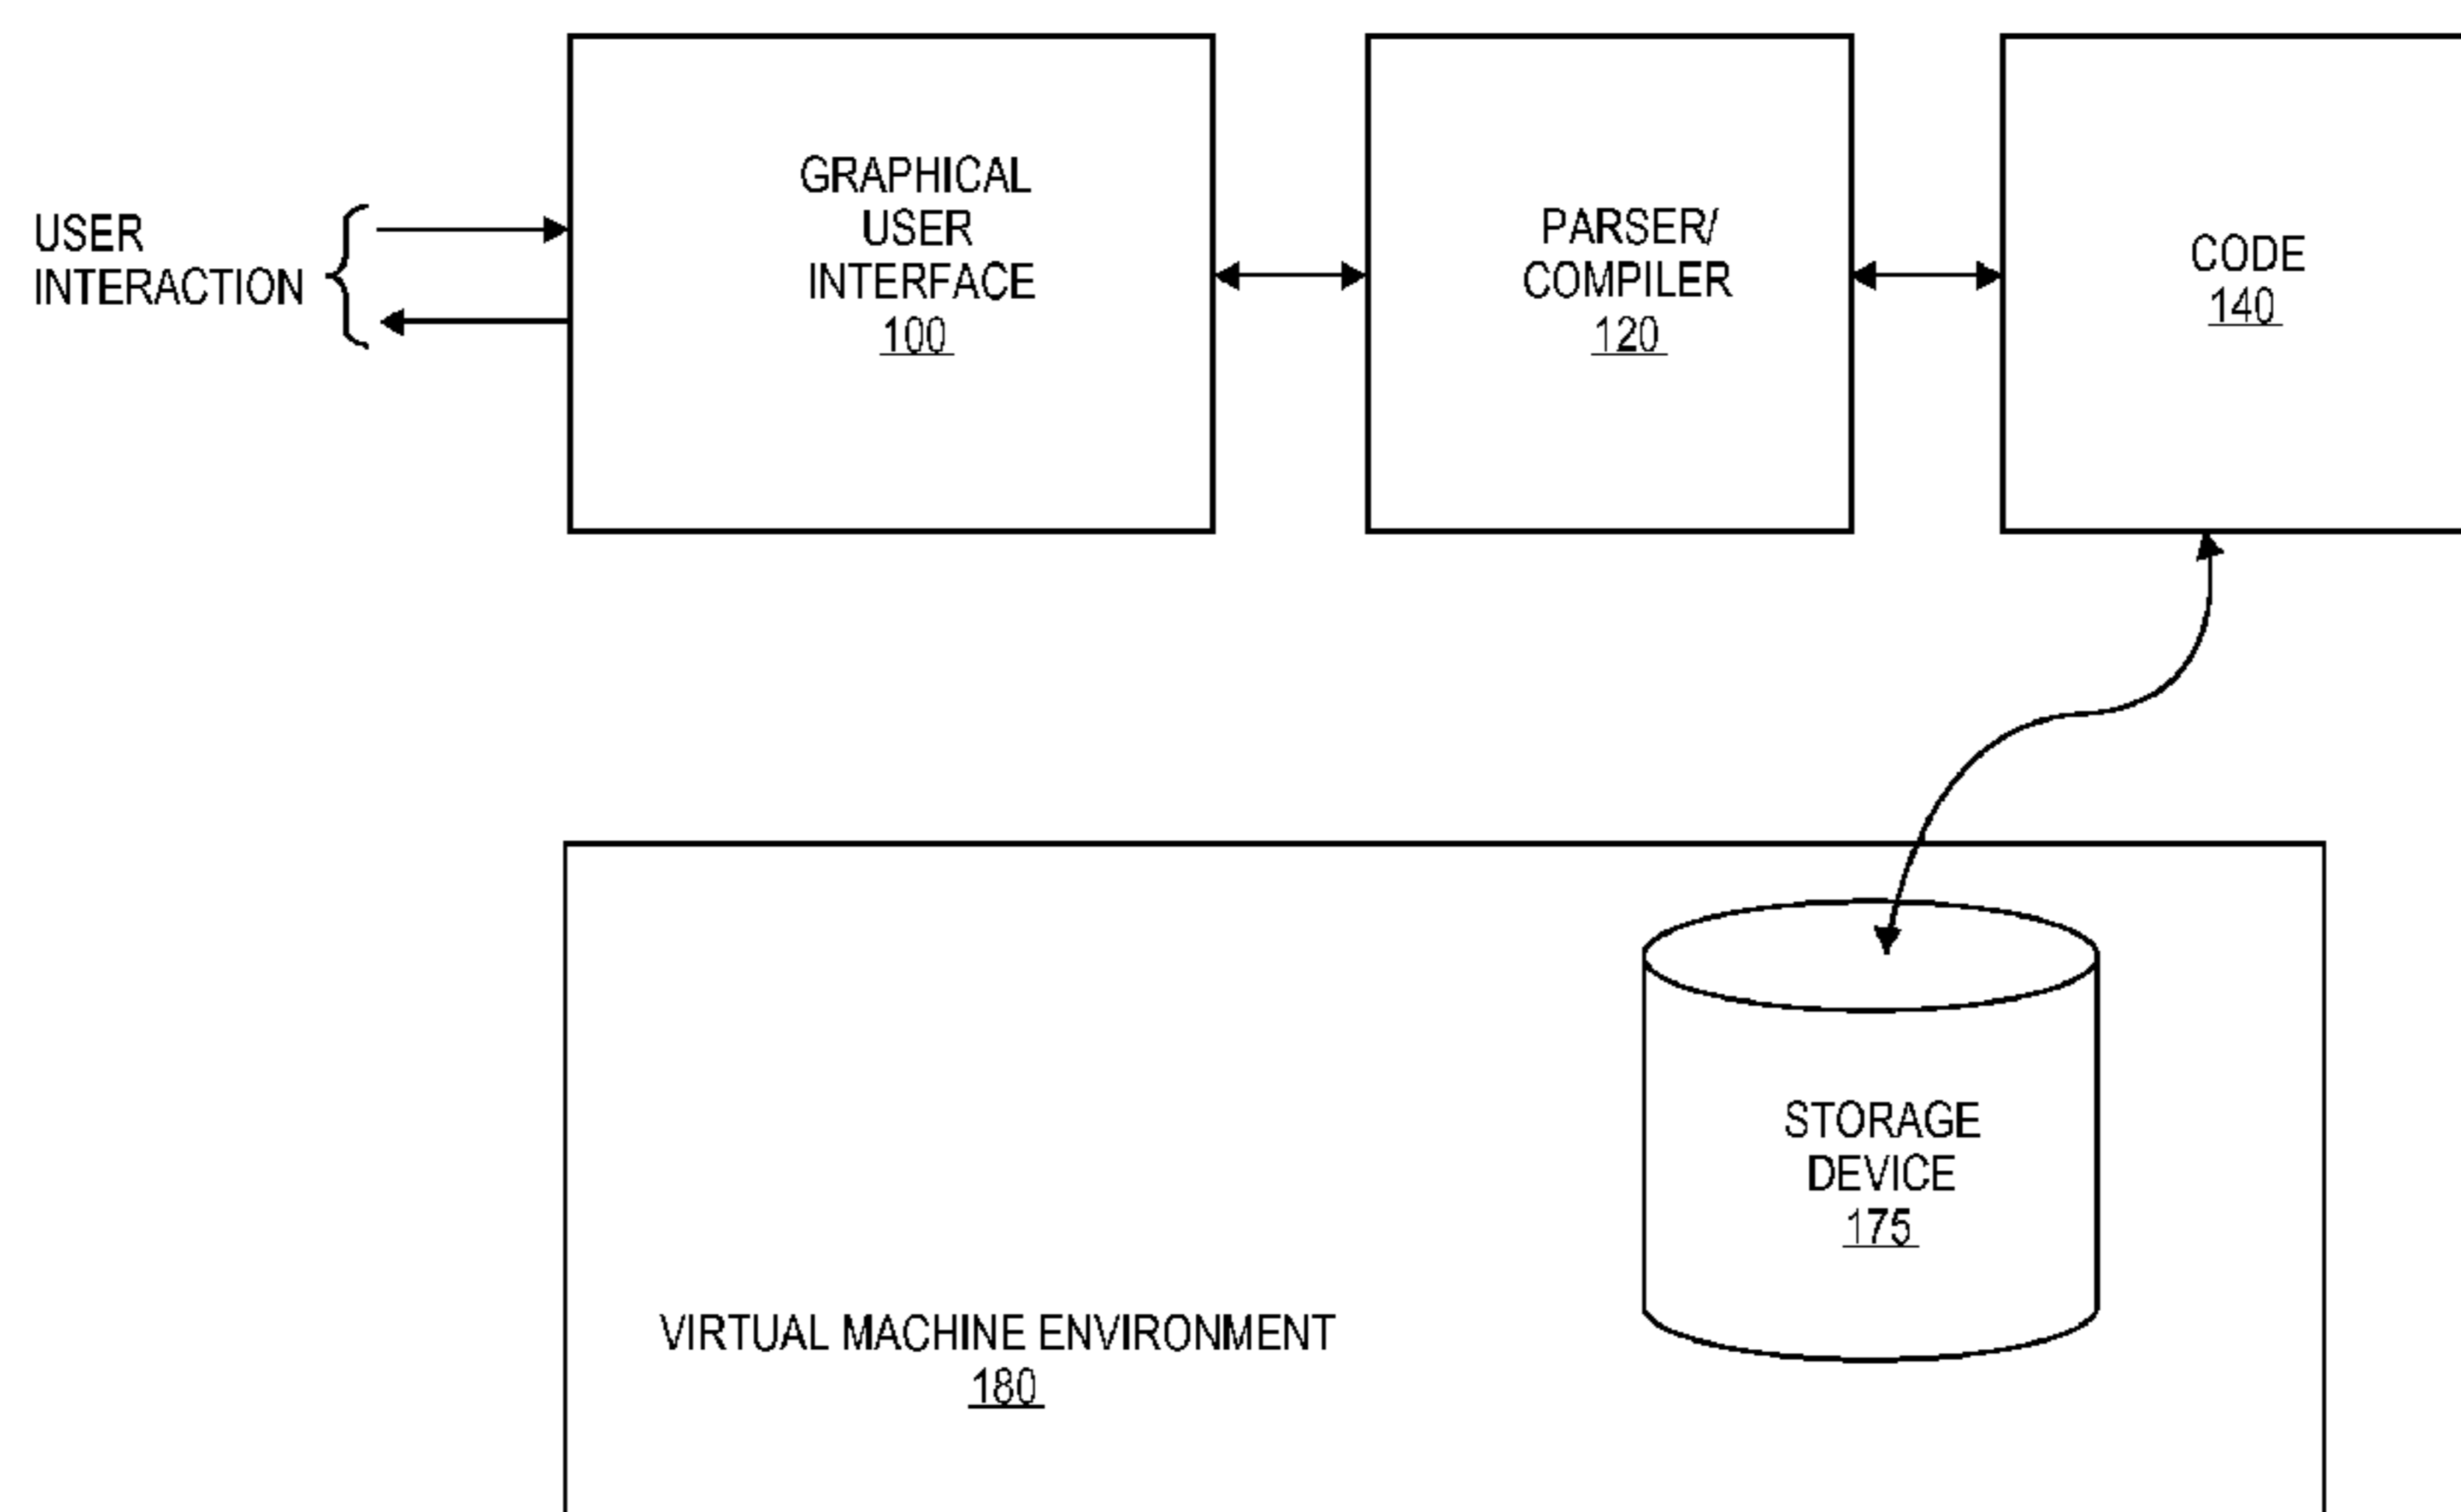 USER
INTERACTION
GRAPHICAL
USER
INTERFACE
100
PARSER/
COMPILER
120
CODE
140
STORAGE
DEVICE
175
VIRTUAL MACHINE ENVIRONMENT
180